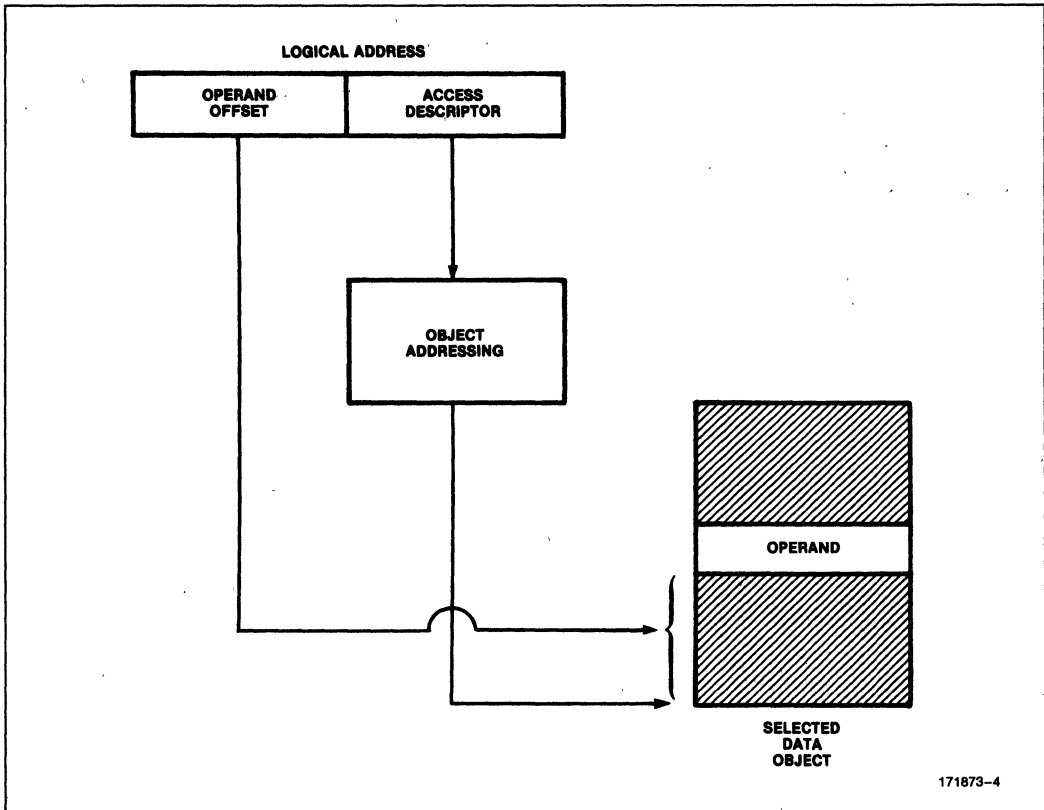 LOGICAL ADDRESS
OPERAND
OFFSET
ACCESS
DESCRIPTOR
OBJECT
ADDRESSING
OPERAND
SELECTED
DATA
OBJECT
171873-4